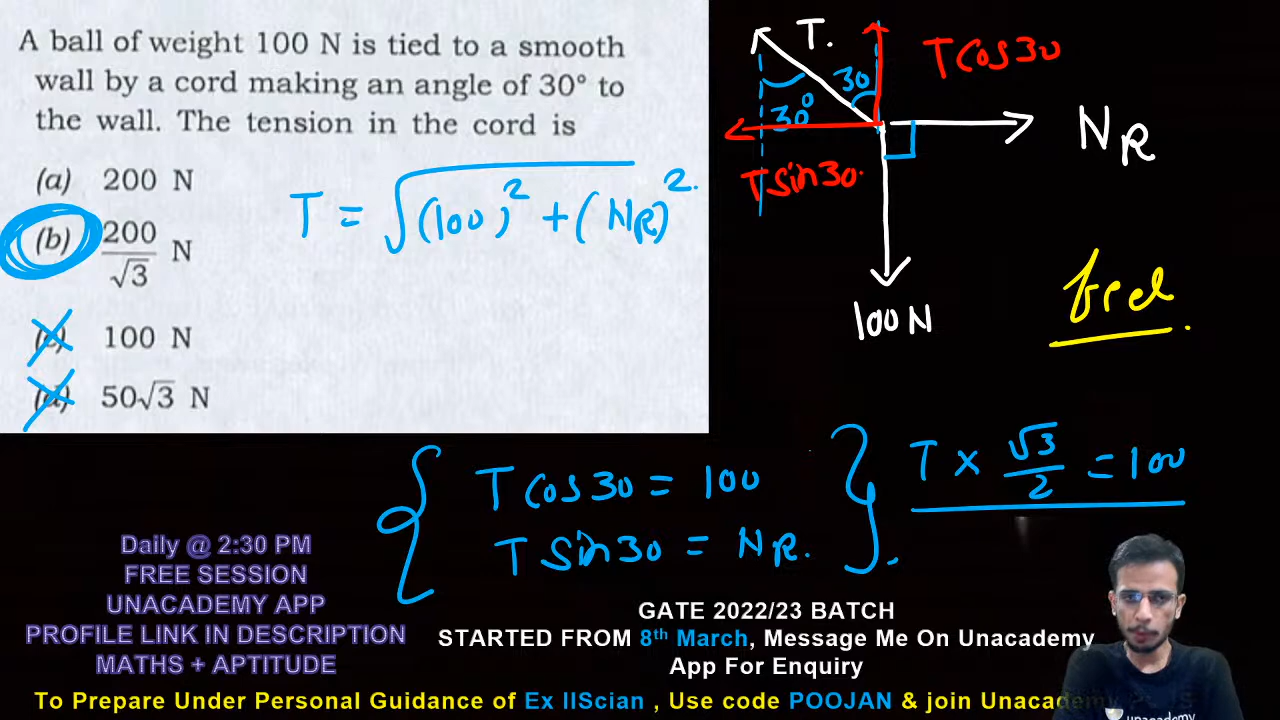 A ball of weight 100 N is tied to a smooth
wall by a cord making an angle of 30° to
the wall. The tension in the cord is
(a) 200 N
(b) 200/√3 N
(c) 100 N
(d) 50√3 N
T = √(100)² + (NR)²
T.
TCos30
30
30°
NR
TSin30.
100N
{ TCos30 = 100
TSin30 = NR. }
T × √3/2 = 100
Daily @ 2:30 PM
FREE SESSION
UNACADEMY APP
PROFILE LINK IN DESCRIPTION
MATHS + APTITUDE
GATE 2022/23 BATCH
STARTED FROM 8th March, Message Me On Unacademy
App For Enquiry
To Prepare Under Personal Guidance of Ex IIScian , Use code POOJAN & join Unacademy
unacademy